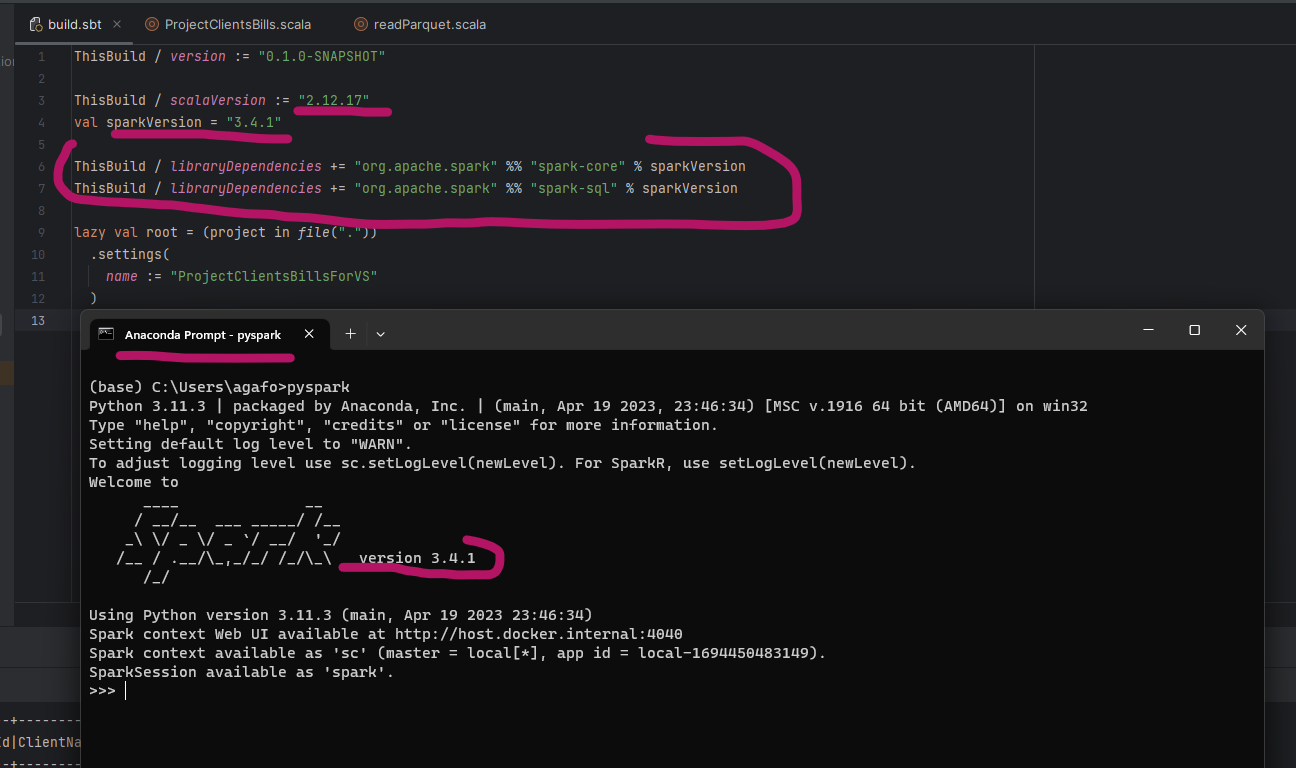 build.sbt ProjectClientsBills.scala readParquet.scala
1 ThisBuild / version := "0.1.0-SNAPSHOT"
2
3 ThisBuild / scalaVersion := "2.12.17"
4 val sparkVersion = "3.4.1"
5
6 ThisBuild / libraryDependencies += "org.apache.spark" %% "spark-core" % sparkVersion
7 ThisBuild / libraryDependencies += "org.apache.spark" %% "spark-sql" % sparkVersion
8
9 lazy val root = (project in file("."))
10 .settings(
11 name := "ProjectClientsBillsForVS"
12 )
13
Anaconda Prompt - pyspark
(base) C:\Users\agafo>pyspark
Python 3.11.3 | packaged by Anaconda, Inc. | (main, Apr 19 2023, 23:46:34) [MSC v.1916 64 bit (AMD64)] on win32
Type "help", "copyright", "credits" or "license" for more information.
Setting default log level to "WARN".
To adjust logging level use sc.setLogLevel(newLevel). For SparkR, use setLogLevel(newLevel).
Welcome to
      ____              __
     / __/__  ___ _____/ /__
    _\ \/ _ \/ _ `/ __/  '_/
   /__ / .__/\_,_/_/ /_/\_\   version 3.4.1
      /_/
Using Python version 3.11.3 (main, Apr 19 2023 23:46:34)
Spark context Web UI available at http://host.docker.internal:4040
Spark context available as 'sc' (master = local[*], app id = local-1694450483149).
SparkSession available as 'spark'.
>>>
-+--------
d|ClientNa
-+--------